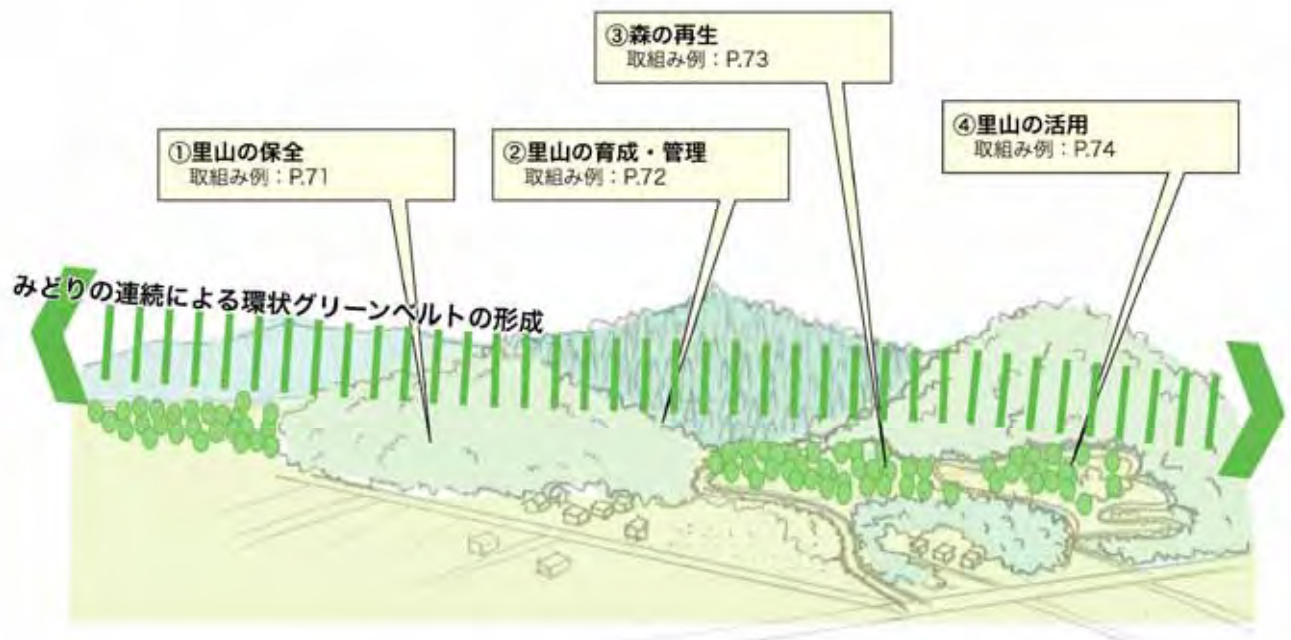 ③森の再生
取組み例：P.73
④里山の活用
取組み例：P.74
①里山の保全
取組み例：P.71
②里山の育成・管理
取組み例：P.72
みどりの連続による環状グリーンベルトの形成